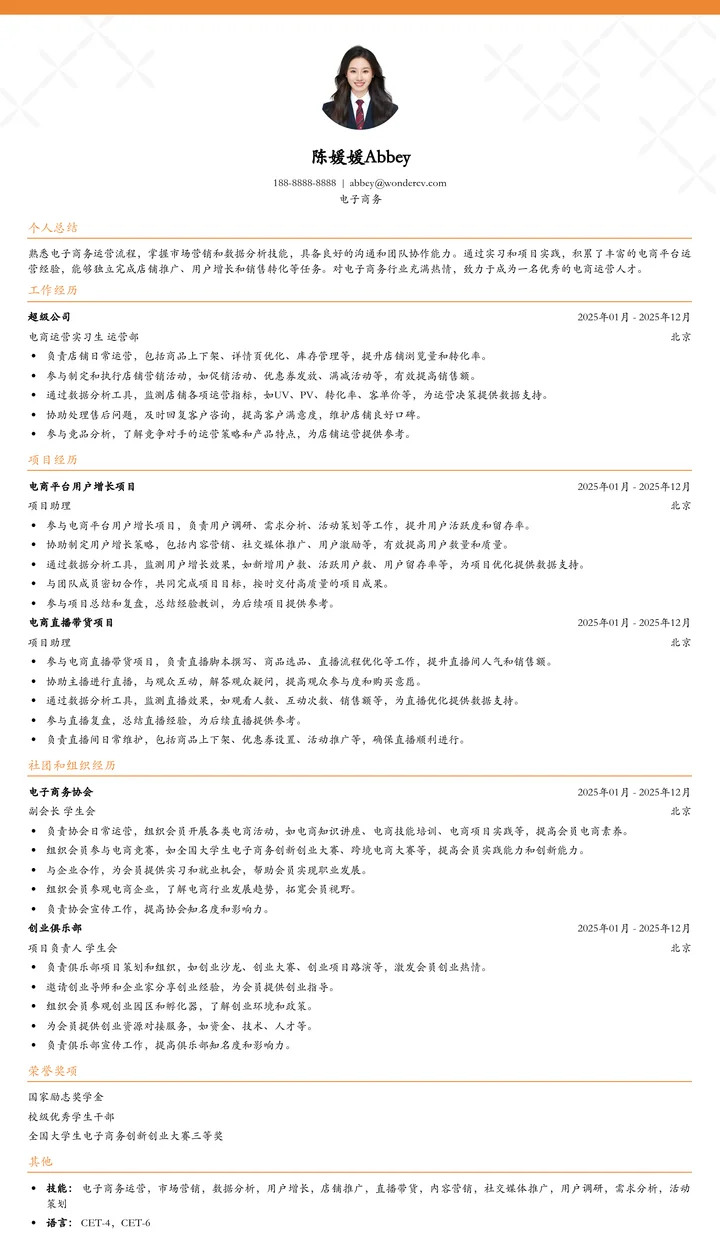 陈媛媛Abbey
188-8888-8888 | abbey@wondercv.com
电子商务
个人总结
熟悉电子商务运营流程，掌握市场营销和数据分析技能，具备良好的沟通和团队协作能力。通过实习和项目实践，积累了丰富的电商平台运
营经验，能够独立完成店铺推广、用户增长和销售转化等任务。对电子商务行业充满热情，致力于成为一名优秀的电商运营人才。
工作经历
超级公司 2025年01月 - 2025年12月
电商运营实习生 运营部 北京
• 负责店铺日常运营，包括商品上下架、详情页优化、库存管理等，提升店铺浏览量和转化率。
• 参与制定和执行店铺营销活动，如促销活动、优惠券发放、满减活动等，有效提高销售额。
• 通过数据分析工具，监测店铺各项运营指标，如UV、PV、转化率、客单价等，为运营决策提供数据支持。
• 协助处理售后问题，及时回复客户咨询，提高客户满意度，维护店铺良好口碑。
• 参与竞品分析，了解竞争对手的运营策略和产品特点，为店铺运营提供参考。
项目经历
电商平台用户增长项目 2025年01月 - 2025年12月
项目助理 北京
• 参与电商平台用户增长项目，负责用户调研、需求分析、活动策划等工作，提升用户活跃度和留存率。
• 协助制定用户增长策略，包括内容营销、社交媒体推广、用户激励等，有效提高用户数量和质量。
• 通过数据分析工具，监测用户增长效果，如新增用户数、活跃用户数、用户留存率等，为项目优化提供数据支持。
• 与团队成员密切合作，共同完成项目目标，按时交付高质量的项目成果。
• 参与项目总结和复盘，总结经验教训，为后续项目提供参考。
电商直播带货项目 2025年01月 - 2025年12月
项目助理 北京
• 参与电商直播带货项目，负责直播脚本撰写、商品选品、直播流程优化等工作，提升直播间人气和销售额。
• 协助主播进行直播，与观众互动，解答观众疑问，提高观众参与度和购买意愿。
• 通过数据分析工具，监测直播效果，如观看人数、互动次数、销售额等，为直播优化提供数据支持。
• 参与直播复盘，总结直播经验，为后续直播提供参考。
• 负责直播间日常维护，包括商品上下架、优惠券设置、活动推广等，确保直播顺利进行。
社团和组织经历
电子商务协会 2025年01月 - 2025年12月
副会长 学生会 北京
• 负责协会日常运营，组织会员开展各类电商活动，如电商知识讲座、电商技能培训、电商项目实践等，提高会员电商素养。
• 组织会员参与电商竞赛，如全国大学生电子商务创新创业大赛、跨境电商大赛等，提高会员实践能力和创新能力。
• 与企业合作，为会员提供实习和就业机会，帮助会员实现职业发展。
• 组织会员参观电商企业，了解电商行业发展趋势，拓宽会员视野。
• 负责协会宣传工作，提高协会知名度和影响力。
创业俱乐部 2025年01月 - 2025年12月
项目负责人 学生会 北京
• 负责俱乐部项目策划和组织，如创业沙龙、创业大赛、创业项目路演等，激发会员创业热情。
• 邀请创业导师和企业家分享创业经验，为会员提供创业指导。
• 组织会员参观创业园区和孵化器，了解创业环境和政策。
• 为会员提供创业资源对接服务，如资金、技术、人才等。
• 负责俱乐部宣传工作，提高俱乐部知名度和影响力。
荣誉奖项
国家励志奖学金
校级优秀学生干部
全国大学生电子商务创新创业大赛三等奖
其他
• 技能： 电子商务运营，市场营销，数据分析，用户增长，店铺推广，直播带货，内容营销，社交媒体推广，用户调研，需求分析，活动
策划
• 语言： CET-4，CET-6